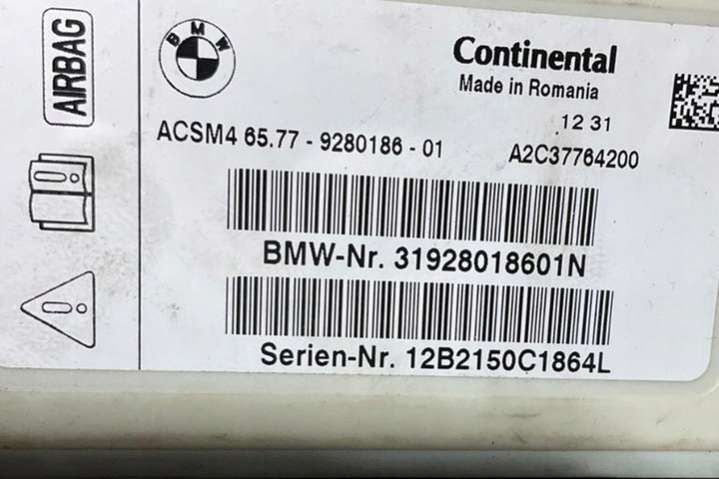 AIRBAG
BMW
Continental
Made in Romania
12 31
ACSM4 65.77 - 9280186 - 01 A2C37764200
BMW-Nr. 31928018601N
Serien-Nr. 12B2150C1864L